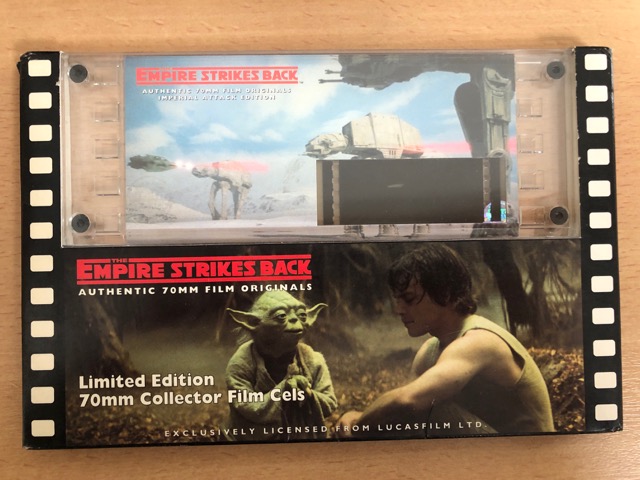 EMPIRE STRIKES BACK
AUTHENTIC 70MM FILM ORIGINALS
IMPERIAL ATTACK EDITION
THE
EMPIRE STRIKES BACK
AUTHENTIC 70MM FILM ORIGINALS
Limited Edition
70mm Collector Film Cels
EXCLUSIVELY LICENSED FROM LUCASFILM LTD.